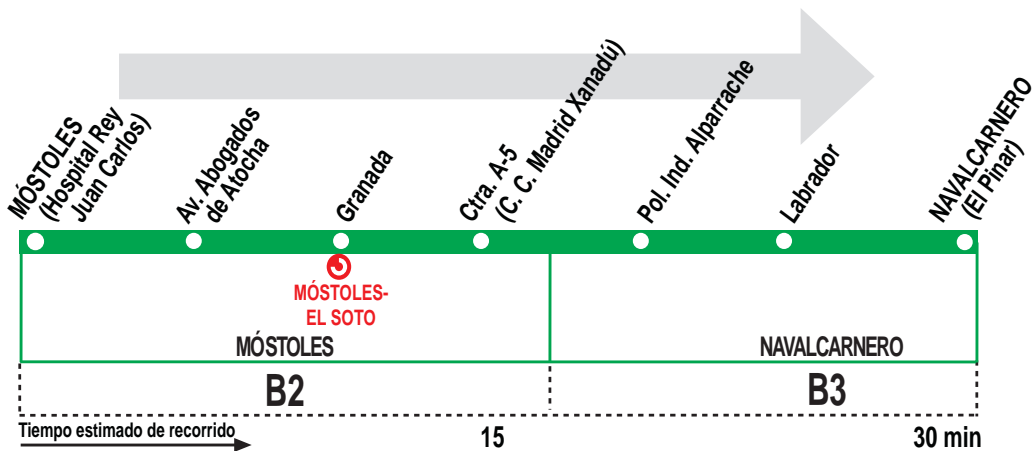 MÓSTOLES
(Hospital Rey
Juan Carlos)
Av. Abogados
de Atocha
Granada
Ctra. A-5
(C. C. Madrid Xanadú)
Pol. Ind. Alparrache
Labrador
NAVALCARNERO
(El Pinar)
MÓSTOLES-
EL SOTO
MÓSTOLES
NAVALCARNERO
B2
B3
Tiempo estimado de recorrido
15
30 min